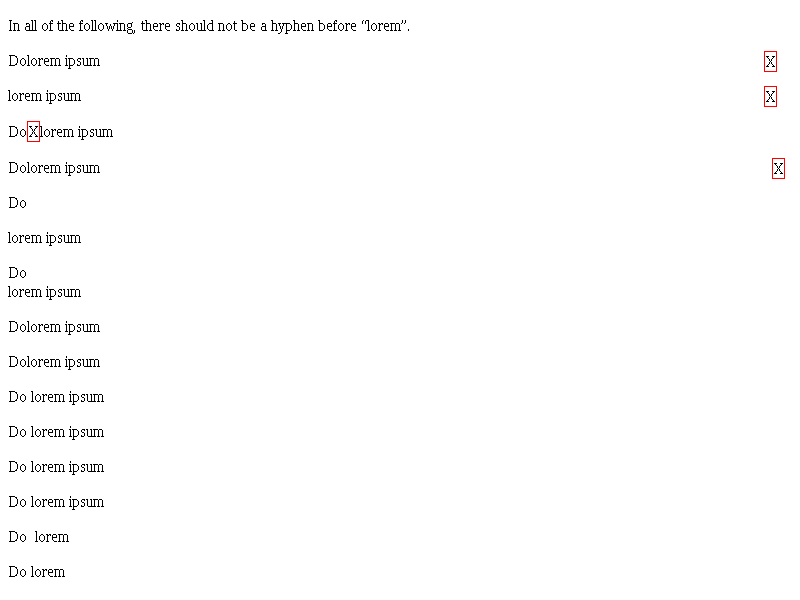 In all of the following, there should not be a hyphen before “lorem”.
Dolorem ipsum X
lorem ipsum X
DoXlorem ipsum
Dolorem ipsum X
Do
lorem ipsum
Do
lorem ipsum
Dolorem ipsum
Dolorem ipsum
Do lorem ipsum
Do lorem ipsum
Do lorem ipsum
Do lorem ipsum
Do  lorem
Do lorem